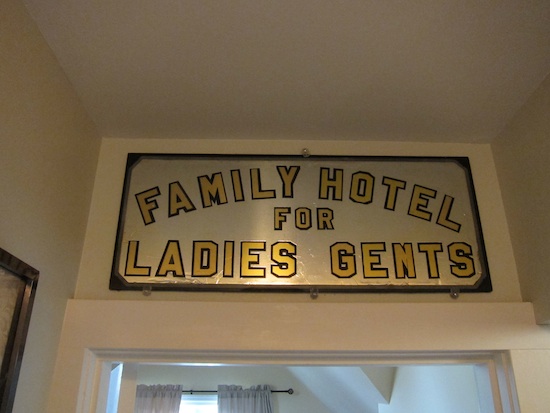 FAMILY HOTEL
FOR
LADIES GENTS